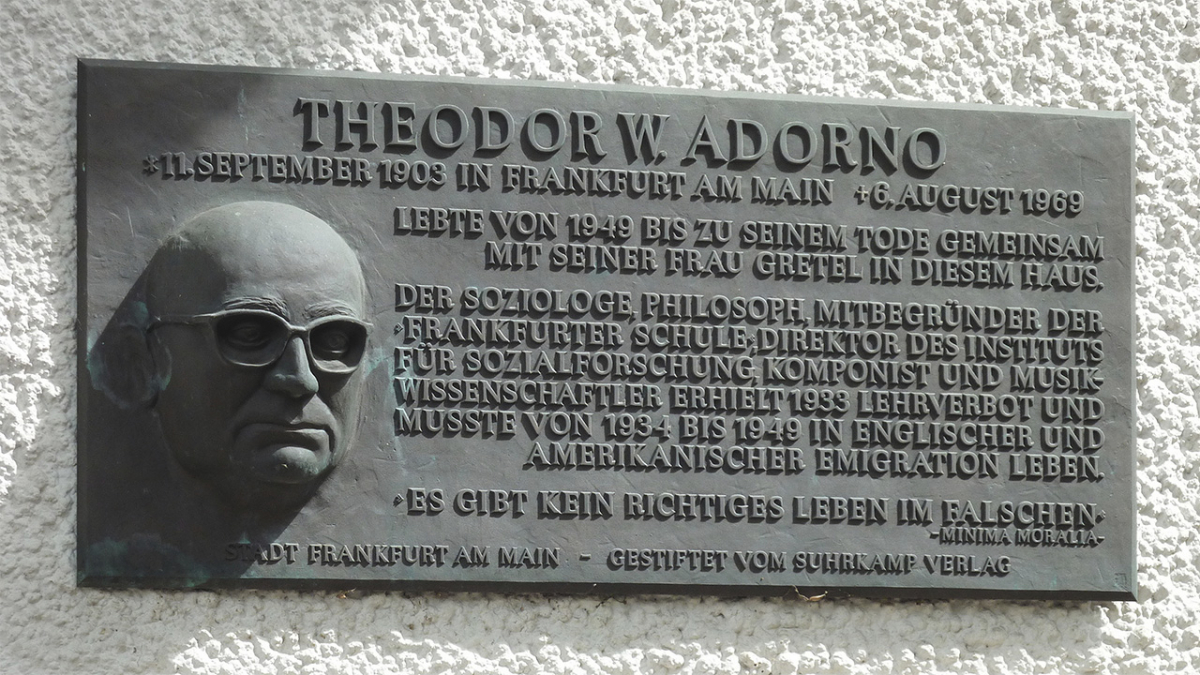 THEODOR W. ADORNO
*11. SEPTEMBER 1903 IN FRANKFURT AM MAIN +6. AUGUST 1969
LEBTE VON 1949 BIS ZU SEINEM TODE GEMEINSAM
MIT SEINER FRAU GRETEL IN DIESEM HAUS.
DER SOZIOLOGE, PHILOSOPH, MITBEGRÜNDER DER
›FRANKFURTER SCHULE‹, DIREKTOR DES INSTITUTS
FÜR SOZIALFORSCHUNG, KOMPONIST UND MUSIK-
WISSENSCHAFTLER ERHIELT 1933 LEHRVERBOT UND
MUSSTE VON 1934 BIS 1949 IN ENGLISCHER UND
AMERIKANISCHER EMIGRATION LEBEN.
›ES GIBT KEIN RICHTIGES LEBEN IM FALSCHEN‹
-MINIMA MORALIA-
STADT FRANKFURT AM MAIN - GESTIFTET VOM SUHRKAMP VERLAG